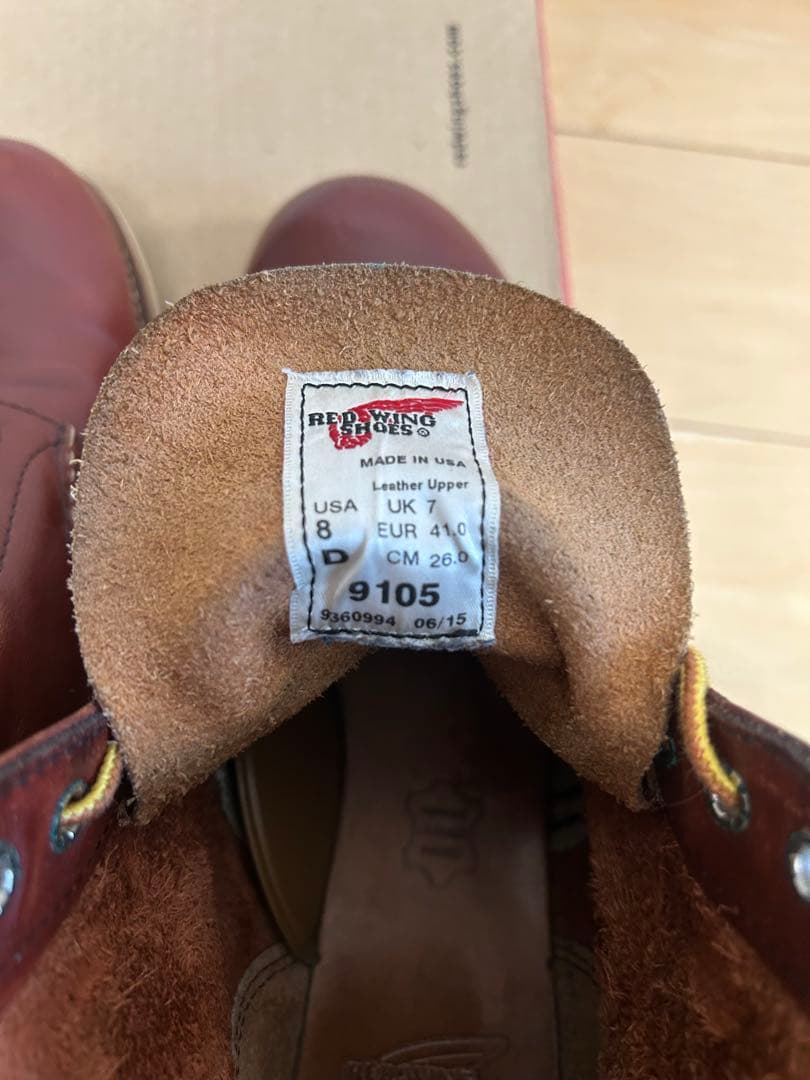 RED WING
SHOES®
MADE IN USA
Leather Upper
USA UK 7
8 EUR 41.0
D CM 26.0
9105
9360994 06/15